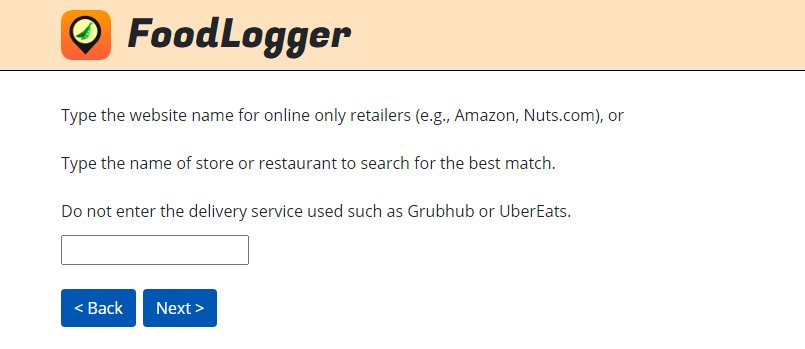 FoodLogger
Type the website name for online only retailers (e.g., Amazon, Nuts.com), or
Type the name of store or restaurant to search for the best match.
Do not enter the delivery service used such as Grubhub or UberEats.
< Back
Next >